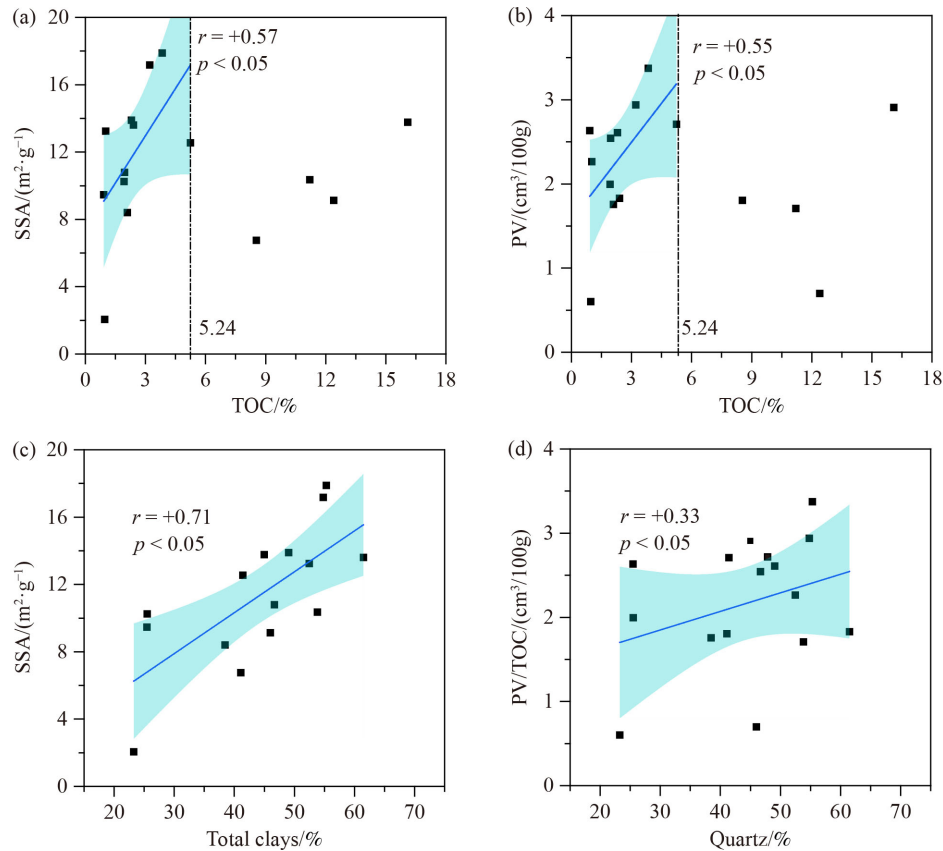 (a)
20
16
12
8
4
0
SSA/(m²·g⁻¹)
r = +0.57
p < 0.05
5.24
0
3
6
9
12
15
18
TOC/%
(b)
4
3
2
1
0
PV/(cm³/100g)
r = +0.55
p < 0.05
5.24
0
3
6
9
12
15
18
TOC/%
(c)
20
16
12
8
4
0
SSA/(m²·g⁻¹)
r = +0.71
p < 0.05
20
30
40
50
60
70
Total clays/%
(d)
4
3
2
1
0
PV/TOC/(cm³/100g)
r = +0.33
p < 0.05
20
30
40
50
60
70
Quartz/%